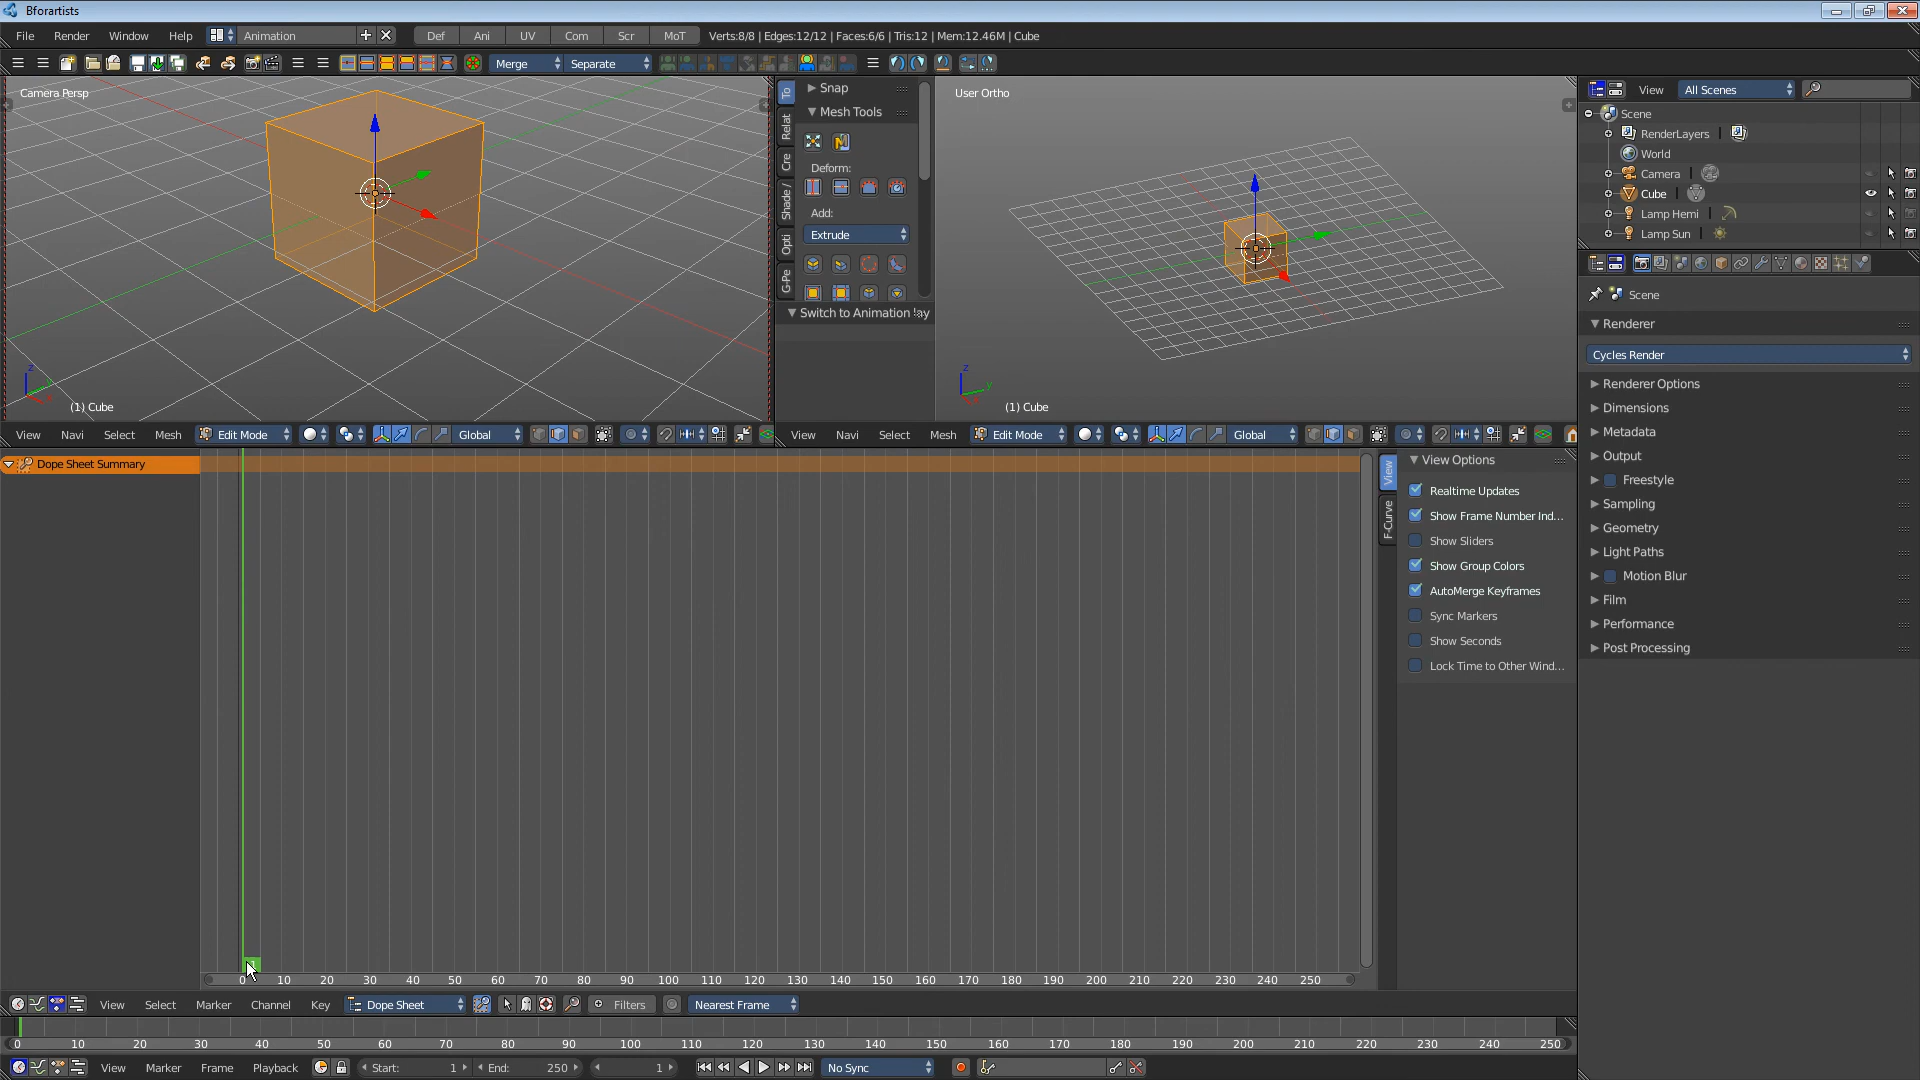 Bforartists
File Render Window Help Animation Def Ani UV Com Scr MoT Verts:8/8 | Edges:12/12 | Faces:6/6 | Tris:12 | Mem:12.46M | Cube
Merge Separate
Camera Persp
(1) Cube
To
Relat
Cre
Shade /
Opti
G-Pe
Snap
Mesh Tools
Deform:
Add:
Extrude
Switch to Animation lay
User Ortho
(1) Cube
View All Scenes
Scene
RenderLayers
World
Camera
Cube
Lamp Hemi
Lamp Sun
Scene
Renderer
Cycles Render
Renderer Options
Dimensions
Metadata
Output
Freestyle
Sampling
Geometry
Light Paths
Motion Blur
Film
Performance
Post Processing
View Navi Select Mesh Edit Mode Global
View Navi Select Mesh Edit Mode Global
Dope Sheet Summary
View
F-Curve
View Options
Realtime Updates
Show Frame Number Ind...
Show Sliders
Show Group Colors
AutoMerge Keyframes
Sync Markers
Show Seconds
Lock Time to Other Wind...
0 10 20 30 40 50 60 70 80 90 100 110 120 130 140 150 160 170 180 190 200 210 220 230 240 250
View Select Marker Channel Key Dope Sheet Filters Nearest Frame
0 10 20 30 40 50 60 70 80 90 100 110 120 130 140 150 160 170 180 190 200 210 220 230 240 250
View Marker Frame Playback Start: 1 End: 250 1 No Sync